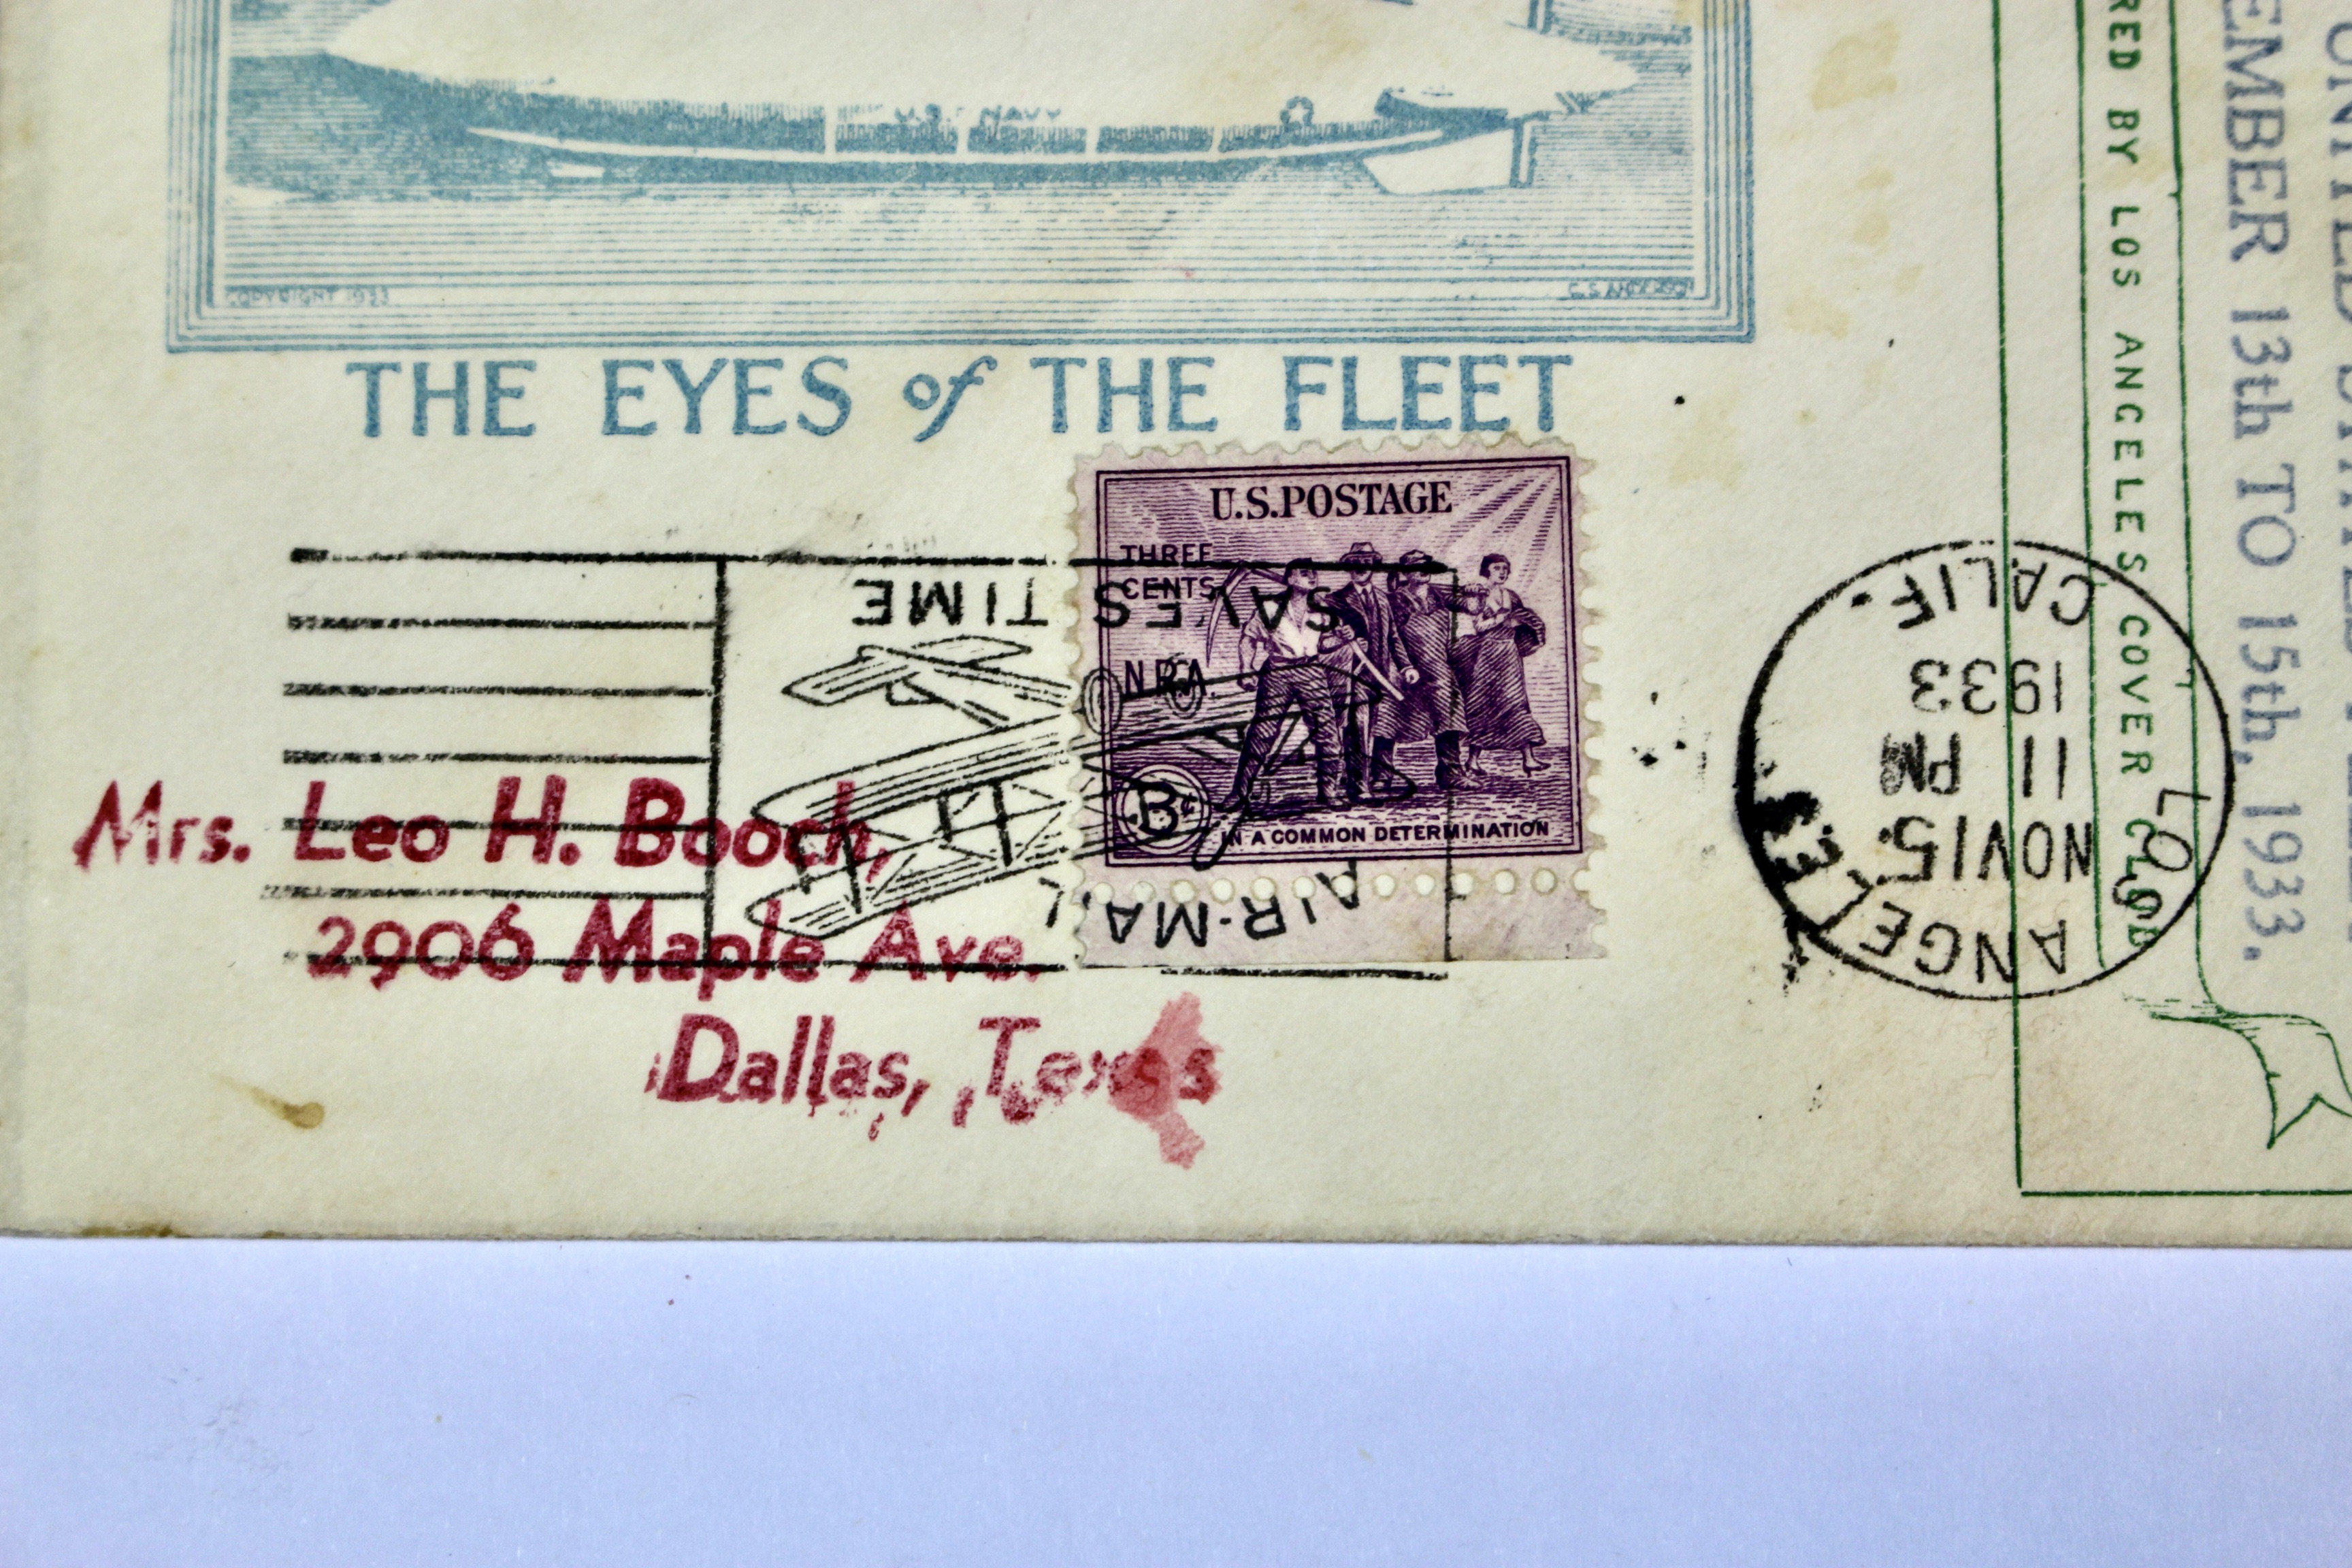 U.S. NAVY
COPYRIGHT 1933
C.S. ANDERSON
THE EYES of THE FLEET
U.S.POSTAGE
THREE
CENTS
N.R.A.
3¢
IN A COMMON DETERMINATION
AIR-MAIL
SAVES TIME
Mrs. Leo H. Booch,
2906 Maple Ave.
Dallas, Texas
LOS ANGELES
NOV 15
11 PM
1933
CALIF.
RED BY LOS ANGELES COVER CLUB
EMBER 13th TO 15th, 1933.